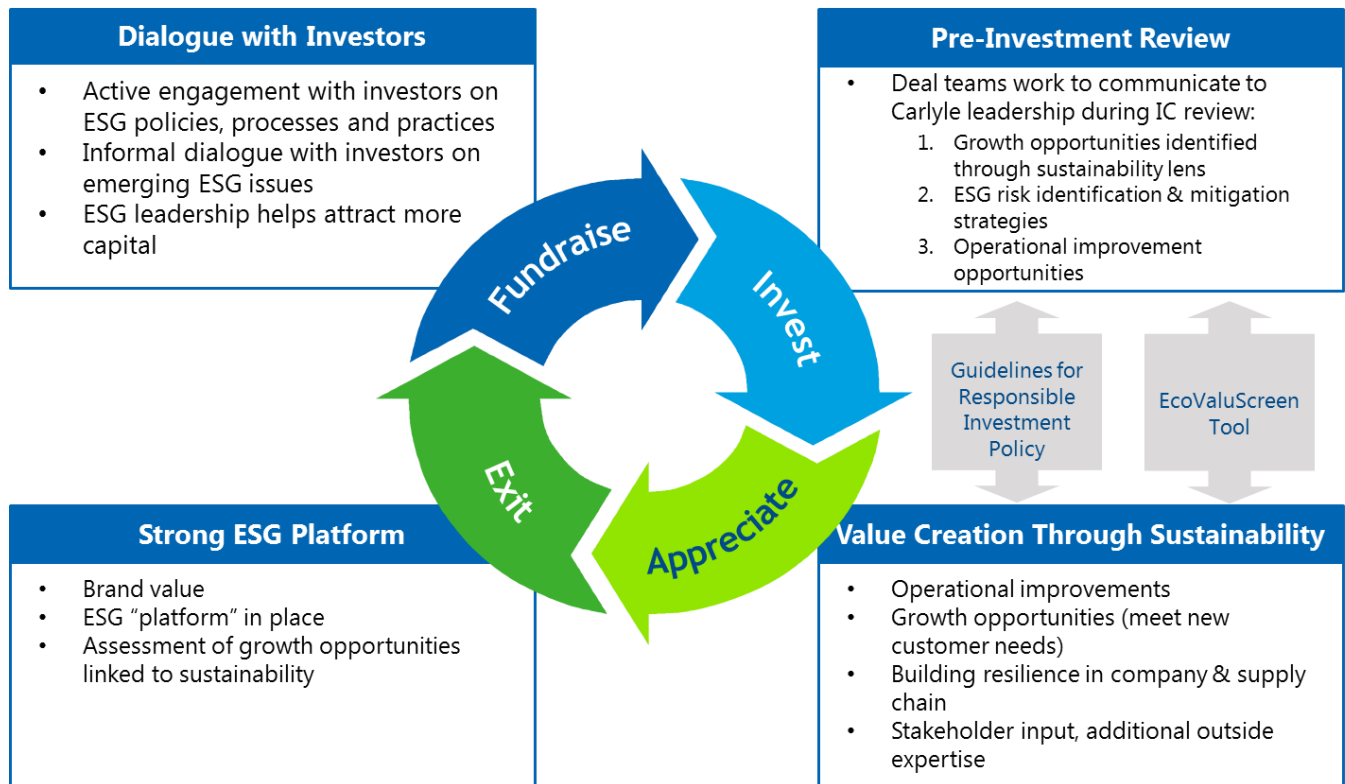 Dialogue with Investors
• Active engagement with investors on
ESG policies, processes and practices
• Informal dialogue with investors on
emerging ESG issues
• ESG leadership helps attract more
capital
Pre-Investment Review
• Deal teams work to communicate to
Carlyle leadership during IC review:
1. Growth opportunities identified
through sustainability lens
2. ESG risk identification & mitigation
strategies
3. Operational improvement
opportunities
Fundraise
Invest
Appreciate
Exit
Guidelines for
Responsible
Investment
Policy
EcoValuScreen
Tool
Strong ESG Platform
• Brand value
• ESG “platform” in place
• Assessment of growth opportunities
linked to sustainability
Value Creation Through Sustainability
• Operational improvements
• Growth opportunities (meet new
customer needs)
• Building resilience in company & supply
chain
• Stakeholder input, additional outside
expertise